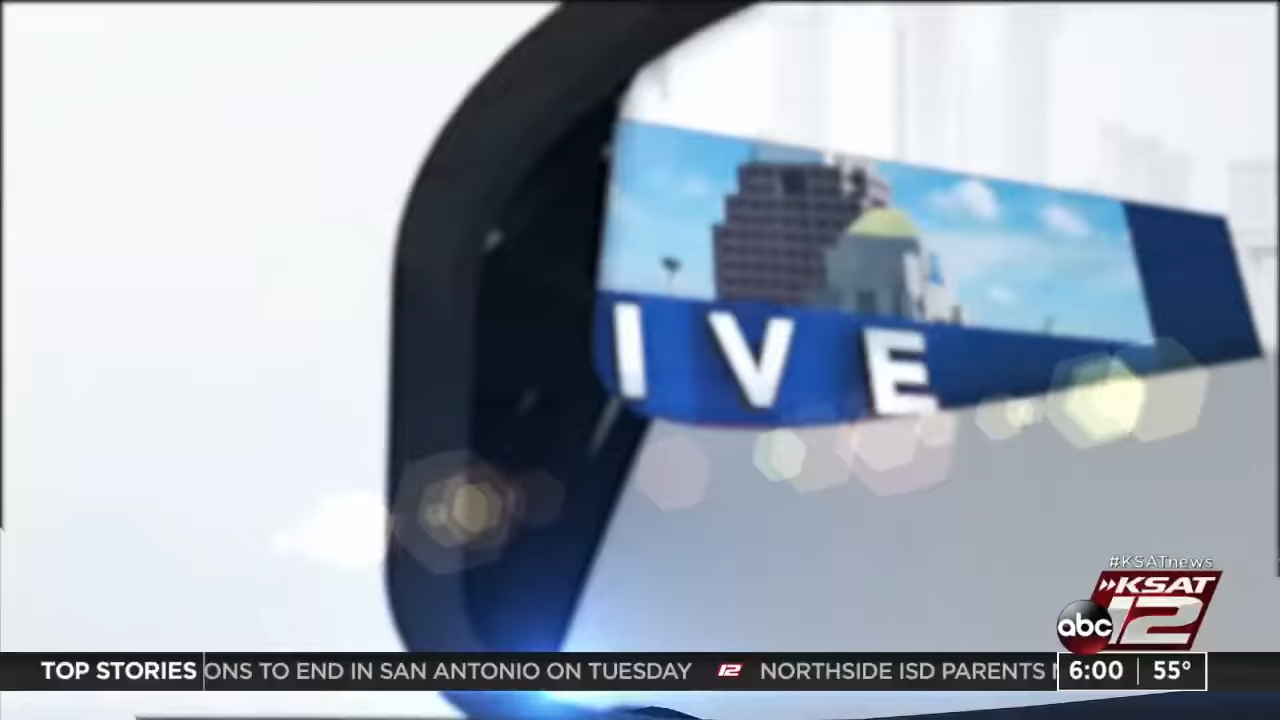 IVE
#KSATnews
KSAT
abc 12
TOP STORIES ONS TO END IN SAN ANTONIO ON TUESDAY 12 NORTHSIDE ISD PARENTS 6:00 55°